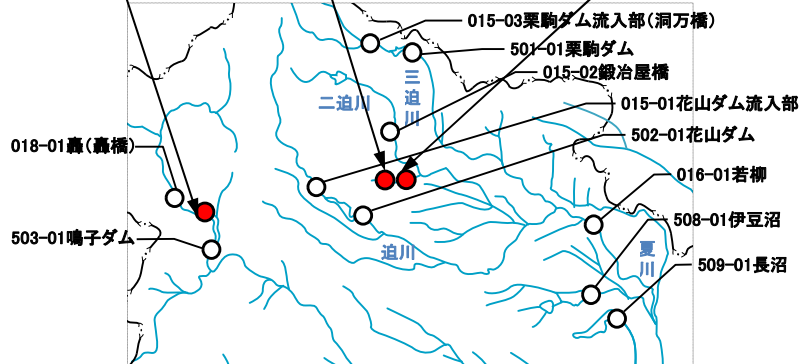 015-03栗駒ダム流入部(洞万橋)
501-01栗駒ダム
015-02鍛冶屋橋
三迫川
二迫川
015-01花山ダム流入部
502-01花山ダム
018-01轟(轟橋)
016-01若柳
508-01伊豆沼
503-01鳴子ダム
迫川
夏川
509-01長沼